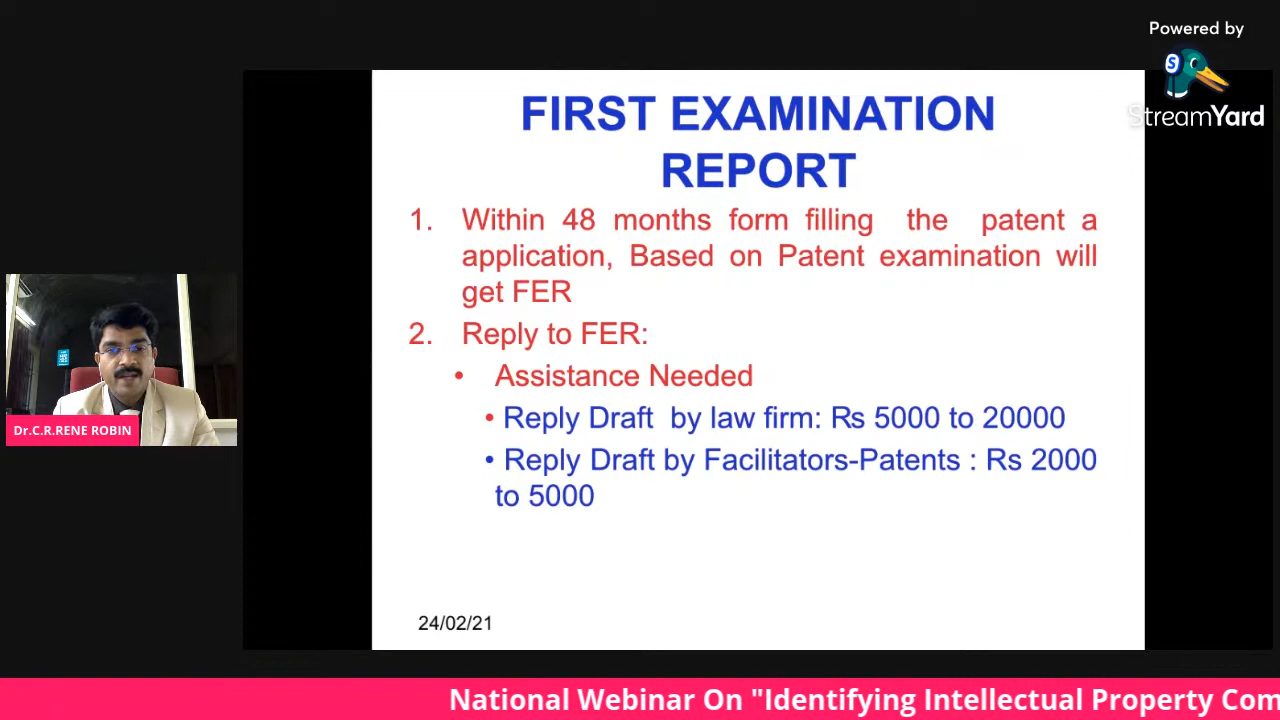 Powered by
StreamYard
FIRST EXAMINATION
REPORT
1. Within 48 months form filling the patent a
application, Based on Patent examination will
get FER
2. Reply to FER:
• Assistance Needed
• Reply Draft by law firm: Rs 5000 to 20000
• Reply Draft by Facilitators-Patents : Rs 2000
to 5000
24/02/21
Dr.C.R.RENE ROBIN
National Webinar On "Identifying Intellectual Property Com